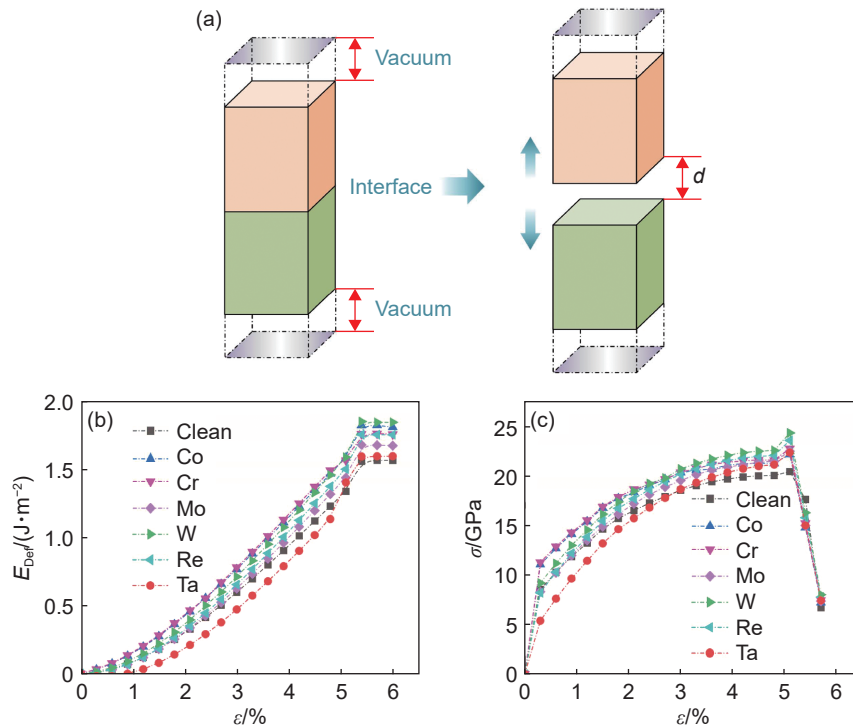 (a)
Vacuum
Interface
d
Vacuum
(b)
2.0
1.5
1.0
0.5
0
0 1 2 3 4 5 6
E_Def/(J·m⁻²)
ε/%
Clean
Co
Cr
Mo
W
Re
Ta
(c)
25
20
15
10
5
0
0 1 2 3 4 5 6
σ/GPa
ε/%
Clean
Co
Cr
Mo
W
Re
Ta